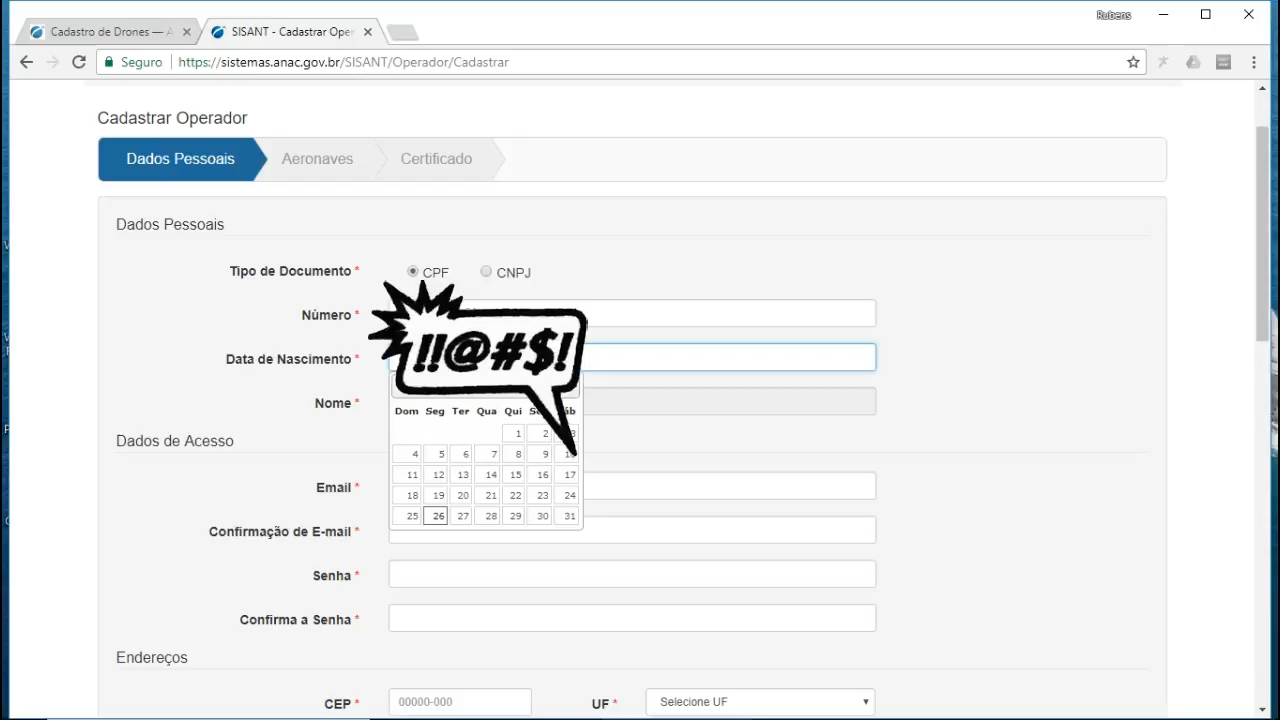 Rubens
Cadastro de Drones — A
SISANT - Cadastrar Oper
Seguro
https://sistemas.anac.gov.br/SISANT/Operador/Cadastrar
Cadastrar Operador
Dados Pessoais
Aeronaves
Certificado
Dados Pessoais
Tipo de Documento *
CPF
CNPJ
Número *
!!@#$!
Data de Nascimento *
Nome *
Dom Seg Ter Qua Qui
1 2 3
Dados de Acesso
4 5 6 7 8 9 10
11 12 13 14 15 16 17
Email *
18 19 20 21 22 23 24
25 26 27 28 29 30 31
Confirmação de E-mail *
Senha *
Confirma a Senha *
Endereços
CEP *
00000-000
UF *
Selecione UF